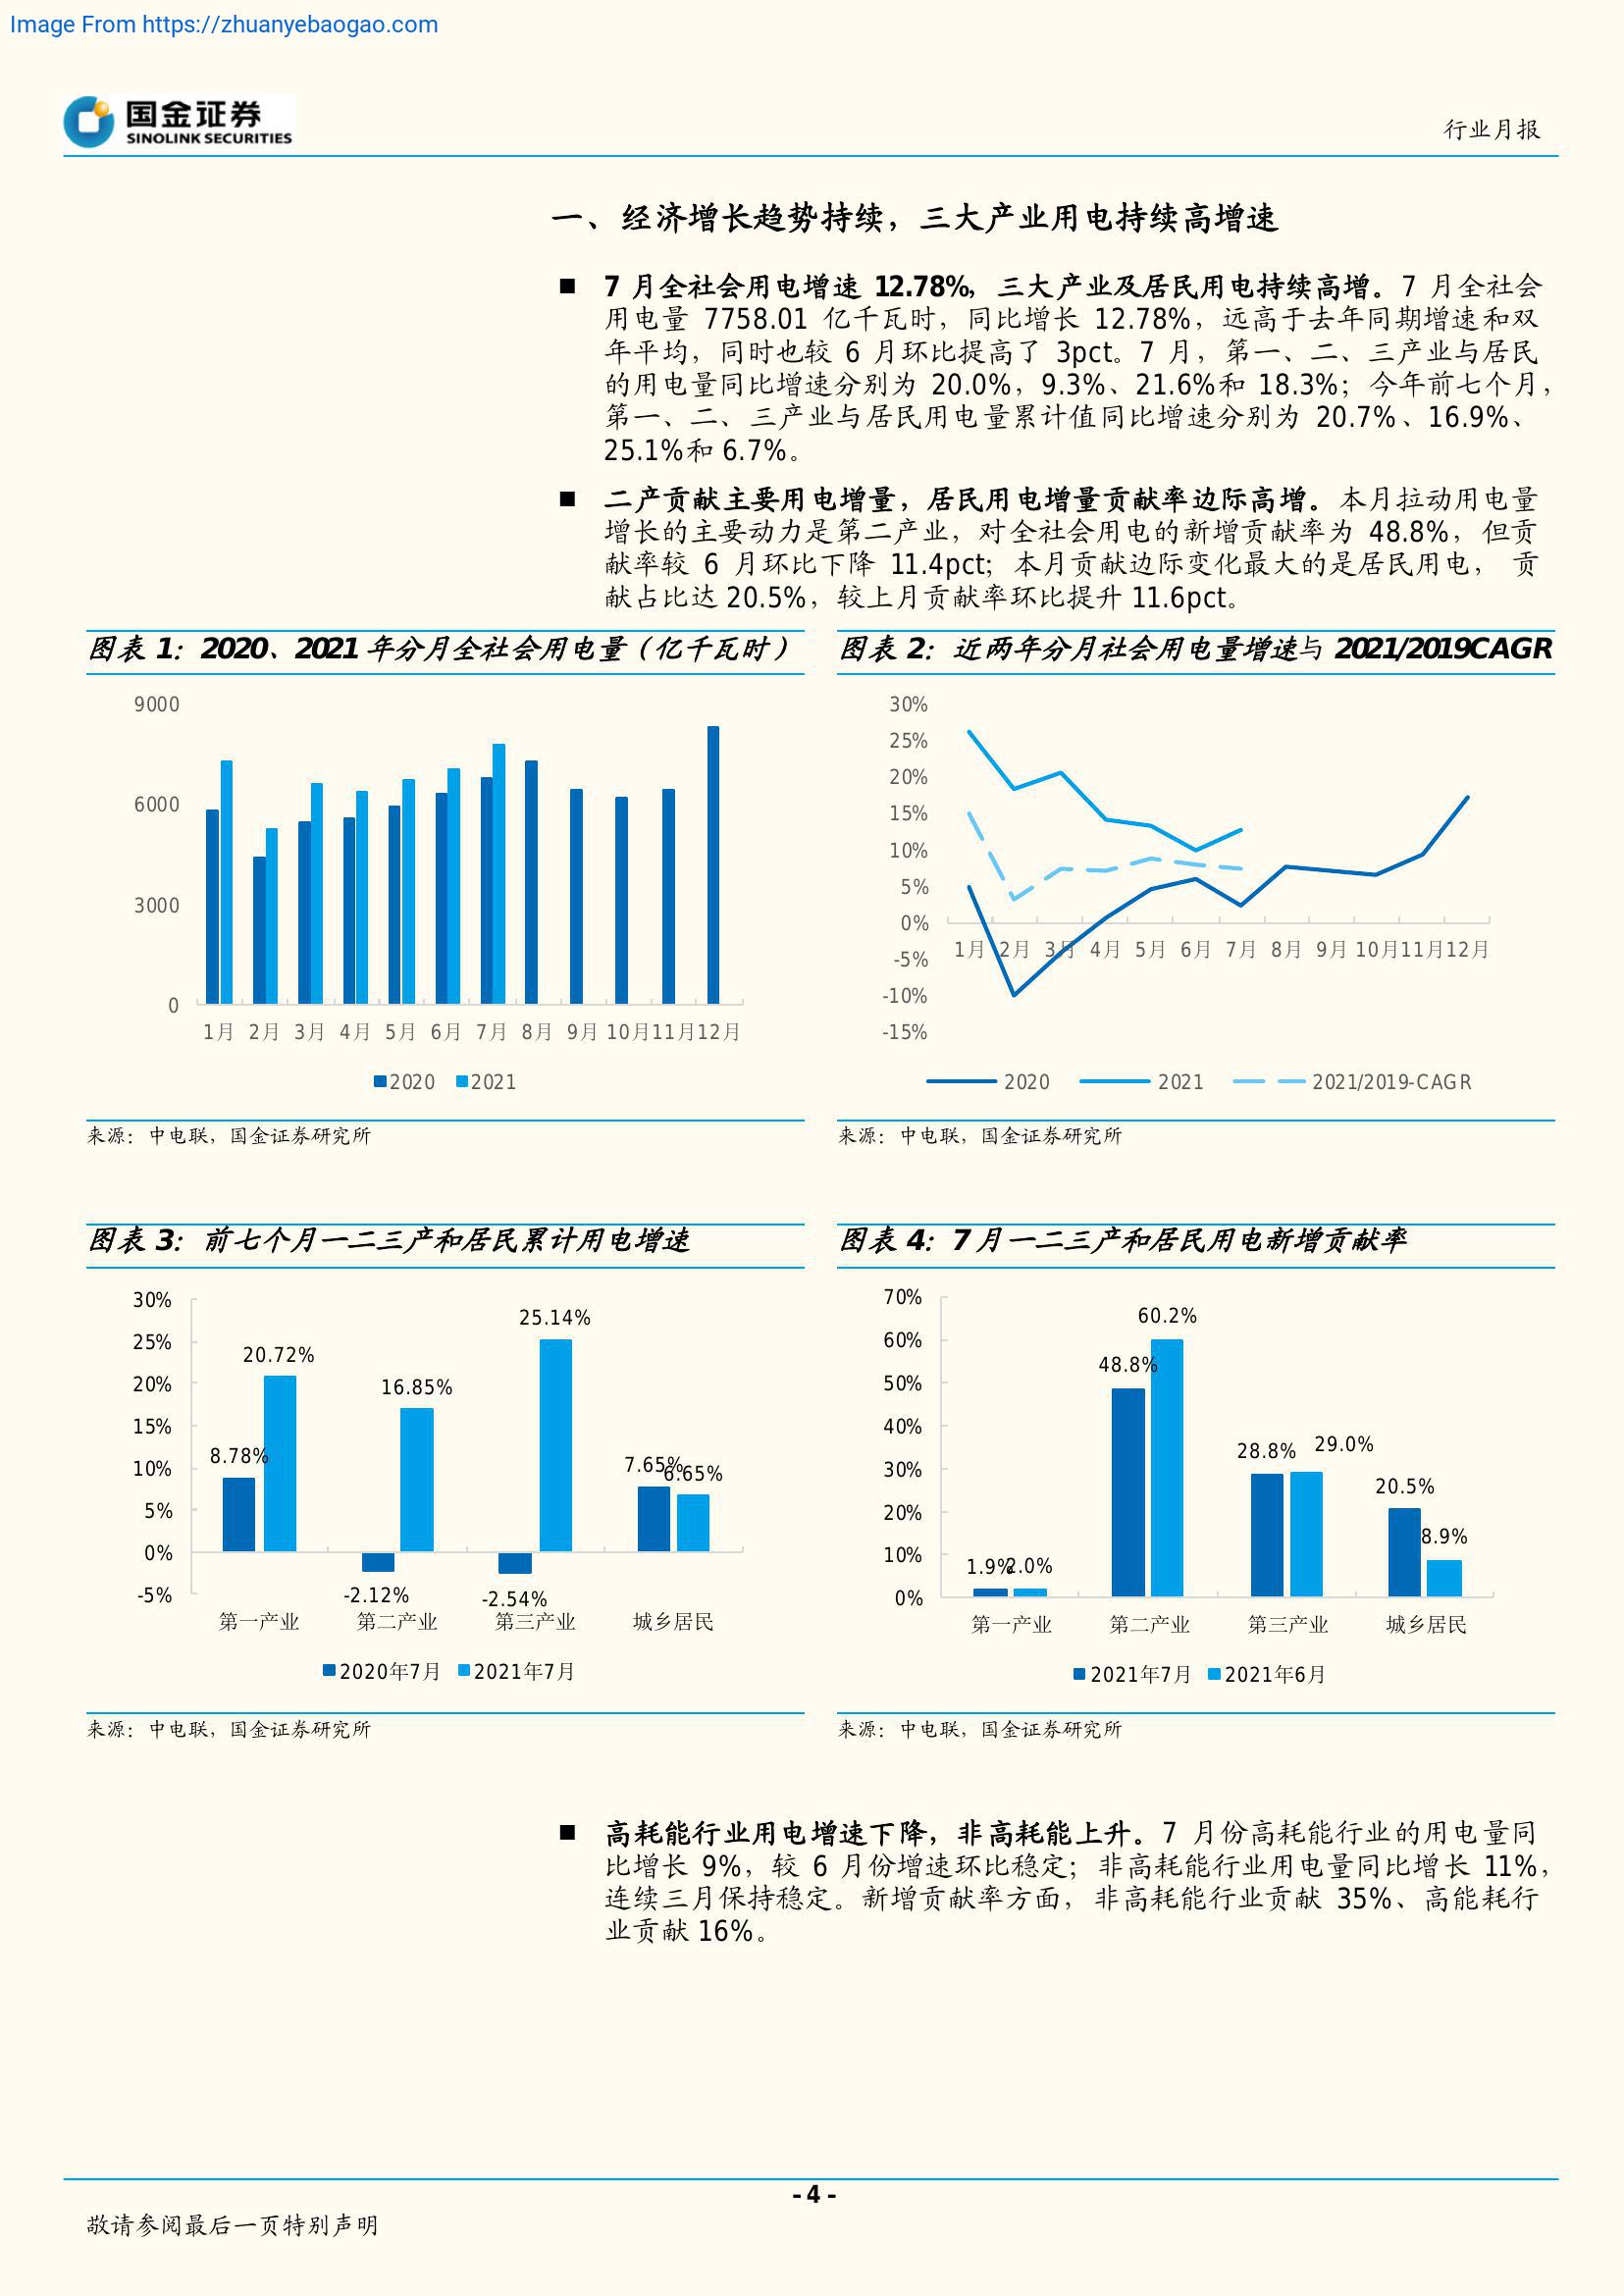 Image From https://zhuanyebaogao.com
国金证券
SINOLINK SECURITIES
行业月报
一、经济增长趋势持续，三大产业用电持续高增速
■ 7 月全社会用电增速 12.78%，三大产业及居民用电持续高增。7 月全社会
用电量 7758.01 亿千瓦时，同比增长 12.78%，远高于去年同期增速和双
年平均，同时也较 6 月环比提高了 3pct。7 月，第一、二、三产业与居民
的用电量同比增速分别为 20.0%，9.3%、21.6%和 18.3%；今年前七个月，
第一、二、三产业与居民用电量累计值同比增速分别为 20.7%、16.9%、
25.1%和 6.7%。
■ 二产贡献主要用电增量，居民用电增量贡献率边际高增。本月拉动用电量
增长的主要动力是第二产业，对全社会用电的新增贡献率为 48.8%，但贡
献率较 6 月环比下降 11.4pct；本月贡献边际变化最大的是居民用电， 贡
献占比达 20.5%，较上月贡献率环比提升 11.6pct。
图表 1：2020、2021 年分月全社会用电量（亿千瓦时）
9000
6000
3000
0
1月 2月 3月 4月 5月 6月 7月 8月 9月 10月11月12月
2020 2021
来源：中电联，国金证券研究所
图表 2：近两年分月社会用电量增速与 2021/2019CAGR
30%
25%
20%
15%
10%
5%
0%
-5%
-10%
-15%
1月 2月 3月 4月 5月 6月 7月 8月 9月 10月11月12月
2020 2021 2021/2019-CAGR
来源：中电联，国金证券研究所
图表 3：前七个月一二三产和居民累计用电增速
30%
25%
20%
15%
10%
5%
0%
-5%
8.78% 20.72%
-2.12% 16.85%
-2.54% 25.14%
7.65% 6.65%
第一产业 第二产业 第三产业 城乡居民
2020年7月 2021年7月
来源：中电联，国金证券研究所
图表 4：7 月一二三产和居民用电新增贡献率
70%
60%
50%
40%
30%
20%
10%
0%
1.9% 2.0%
48.8% 60.2%
28.8% 29.0%
20.5% 8.9%
第一产业 第二产业 第三产业 城乡居民
2021年7月 2021年6月
来源：中电联，国金证券研究所
■ 高耗能行业用电增速下降，非高耗能上升。7 月份高耗能行业的用电量同
比增长 9%，较 6 月份增速环比稳定；非高耗能行业用电量同比增长 11%，
连续三月保持稳定。新增贡献率方面，非高耗能行业贡献 35%、高能耗行
业贡献 16%。
- 4 -
敬请参阅最后一页特别声明